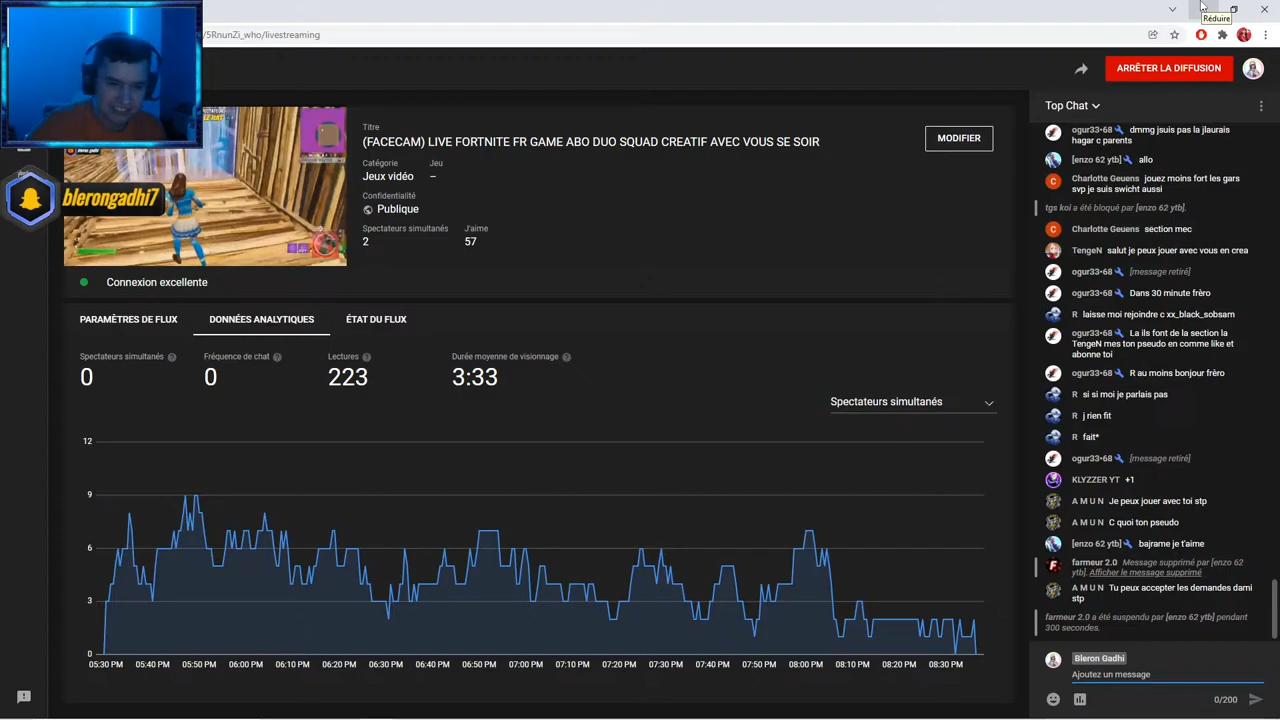 Réduire
/5RnunZi_who/livestreaming
ARRÊTER LA DIFFUSION
blerongadhi7
Titre
(FACECAM) LIVE FORTNITE FR GAME ABO DUO SQUAD CREATIF AVEC VOUS SE SOIR
MODIFIER
Catégorie Jeu
Jeux vidéo –
Confidentialité
Publique
Spectateurs simultanés J'aime
2 57
Connexion excellente
PARAMÈTRES DE FLUX DONNÉES ANALYTIQUES ÉTAT DU FLUX
Spectateurs simultanés Fréquence de chat Lectures Durée moyenne de visionnage
0 0 223 3:33
Spectateurs simultanés
12
9
6
3
0
05:30 PM 05:40 PM 05:50 PM 06:00 PM 06:10 PM 06:20 PM 06:30 PM 06:40 PM 06:50 PM 07:00 PM 07:10 PM 07:20 PM 07:30 PM 07:40 PM 07:50 PM 08:00 PM 08:10 PM 08:20 PM 08:30 PM
Top Chat
ogur33•68 dmmg jsuis pa la jlaurais
hagar c parents
[enzo 62 ytb] allo
Charlotte Geuens jouez moins fort les gars
svp je suis swicht aussi
tgs koi a été bloqué par [enzo 62 ytb].
Charlotte Geuens section mec
TengeN salut je peux jouer avec vous en crea
ogur33•68 [message retiré]
ogur33•68 Dans 30 minute frèro
R laisse moi rejoindre c xx_black_sobsam
ogur33•68 La ils font de la section la
TengeN mes ton pseudo en comme like et
abonne toi
ogur33•68 R au moins bonjour frèro
R si si moi je parlais pas
R j rien fit
R fait*
ogur33•68 [message retiré]
KLYZZER YT +1
A M U N Je peux jouer avec toi stp
A M U N C quoi ton pseudo
[enzo 62 ytb] bajrame je t'aime
farmeur 2.0 Message supprimé par [enzo 62
ytb]. Afficher le message supprimé
A M U N Tu peux accepter les demandes dami
stp
farmeur 2.0 a été suspendu par [enzo 62 ytb] pendant
300 secondes.
Bleron Gadhi
Ajoutez un message
0/200